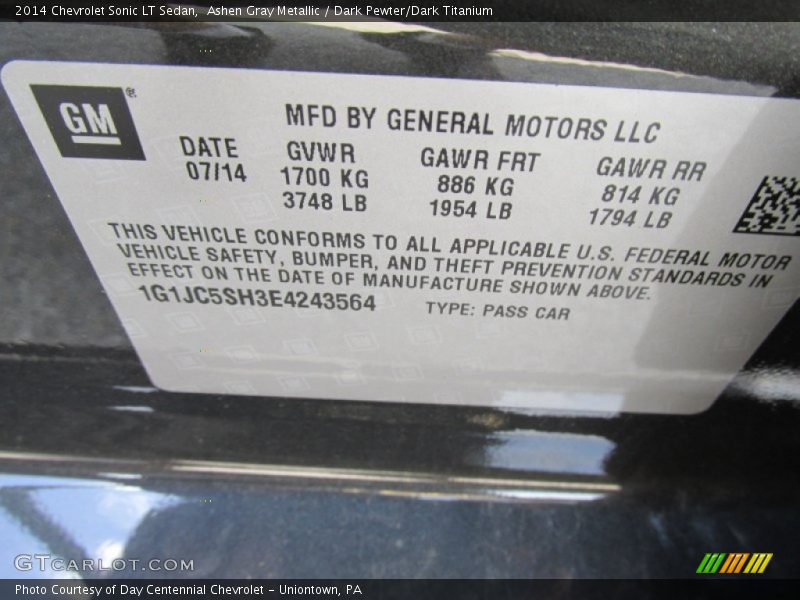 2014 Chevrolet Sonic LT Sedan, Ashen Gray Metallic / Dark Pewter/Dark Titanium
GM®
MFD BY GENERAL MOTORS LLC
DATE GVWR GAWR FRT GAWR RR
07/14 1700 KG 886 KG 814 KG
3748 LB 1954 LB 1794 LB
THIS VEHICLE CONFORMS TO ALL APPLICABLE U.S. FEDERAL MOTOR
VEHICLE SAFETY, BUMPER, AND THEFT PREVENTION STANDARDS IN
EFFECT ON THE DATE OF MANUFACTURE SHOWN ABOVE.
1G1JC5SH3E4243564 TYPE: PASS CAR
GTCARLOT.COM
Photo Courtesy of Day Centennial Chevrolet - Uniontown, PA